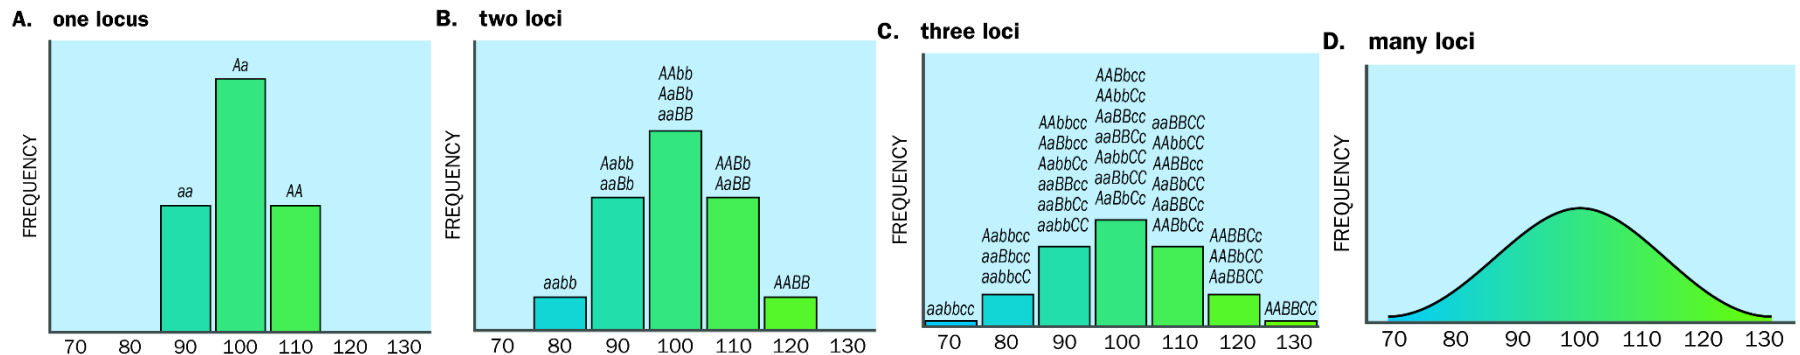 A. one locus
FREQUENCY
Aa
aa
AA
70 80 90 100 110 120 130
B. two loci
FREQUENCY
AAbb
AaBb
aaBB
Aabb
aaBb
AABb
AaBB
aabb
AABB
70 80 90 100 110 120 130
C. three loci
FREQUENCY
aabbcc
Aabbcc
aaBbcc
aabbcC
AAbbcc
AaBbcc
AabbCc
aaBBcc
aaBbCc
aabbCC
AABbcc
AAbbCc
AaBBcc
aaBBCc
AabbCC
aaBbCC
AaBbCc
aaBBCC
AAbbCC
AABBcc
AaBbCC
AaBBCc
AABbCc
AABBCc
AABbCC
AaBBCC
AABBCC
70 80 90 100 110 120 130
D. many loci
FREQUENCY
70 80 90 100 110 120 130